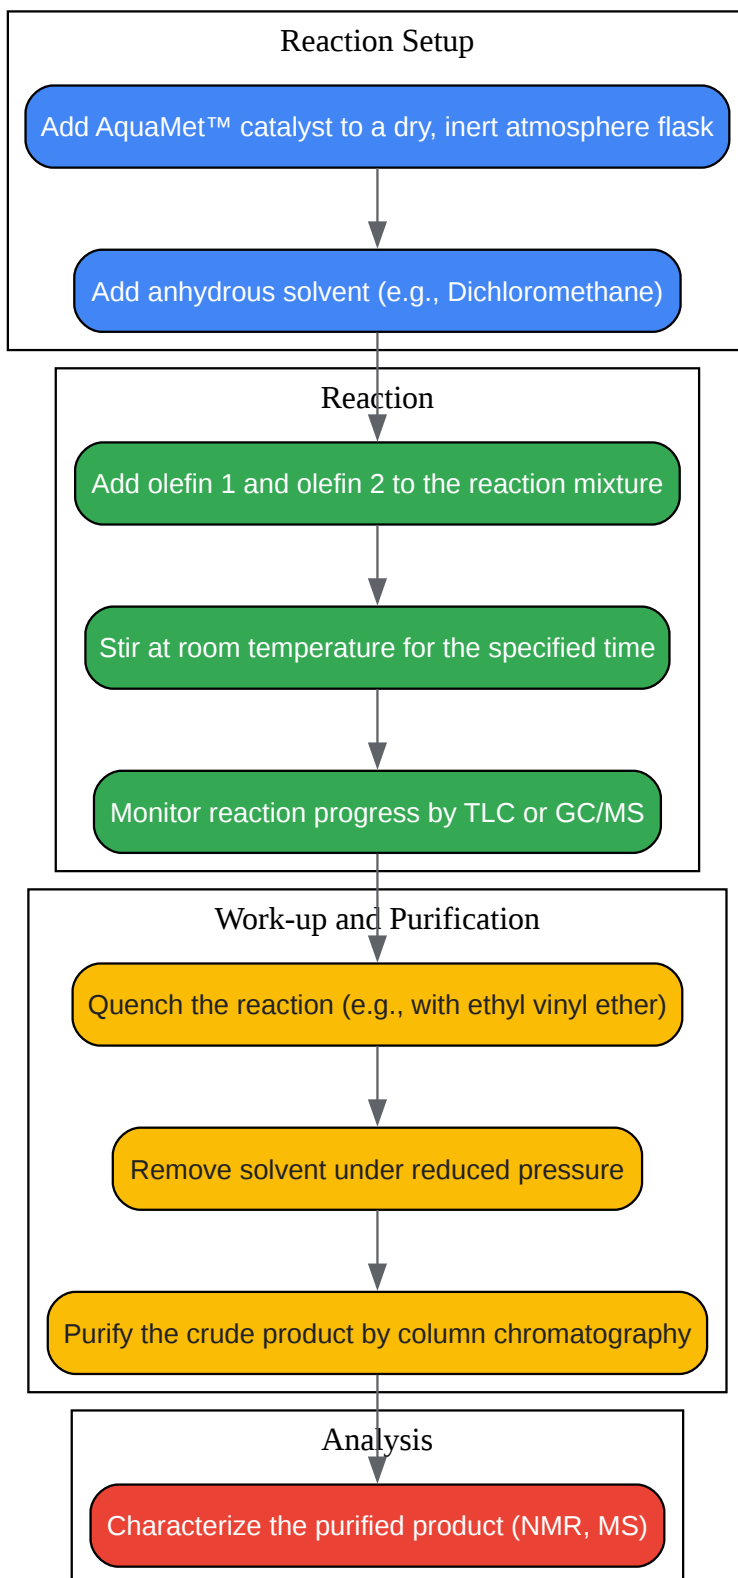 Reaction Setup
Add AquaMet™ catalyst to a dry, inert atmosphere flask
Add anhydrous solvent (e.g., Dichloromethane)
Reaction
Add olefin 1 and olefin 2 to the reaction mixture
Stir at room temperature for the specified time
Monitor reaction progress by TLC or GC/MS
Work-up and Purification
Quench the reaction (e.g., with ethyl vinyl ether)
Remove solvent under reduced pressure
Purify the crude product by column chromatography
Analysis
Characterize the purified product (NMR, MS)